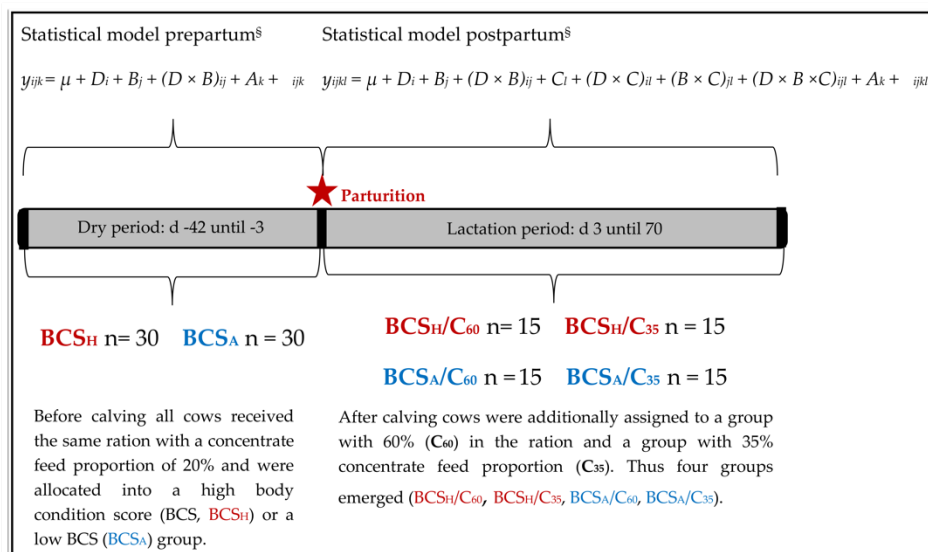 Statistical model prepartum§
Statistical model postpartum§
yijk = μ + Di + Bj + (D × B)ij + Ak + ijk
yijkl = μ + Di + Bj + (D × B)ij + Cl + (D × C)il + (B × C)jl + (D × B ×C)ijl + Ak + ijkl
Parturition
Dry period: d -42 until -3
Lactation period: d 3 until 70
BCSH n= 30 BCSA n = 30
BCSH/C60 n= 15 BCSH/C35 n = 15
BCSA/C60 n = 15 BCSA/C35 n = 15
Before calving all cows received
the same ration with a concentrate
feed proportion of 20% and were
allocated into a high body
condition score (BCS, BCSH) or a
low BCS (BCSA) group.
After calving cows were additionally assigned to a group
with 60% (C60) in the ration and a group with 35%
concentrate feed proportion (C35). Thus four groups
emerged (BCSH/C60, BCSH/C35, BCSA/C60, BCSA/C35).